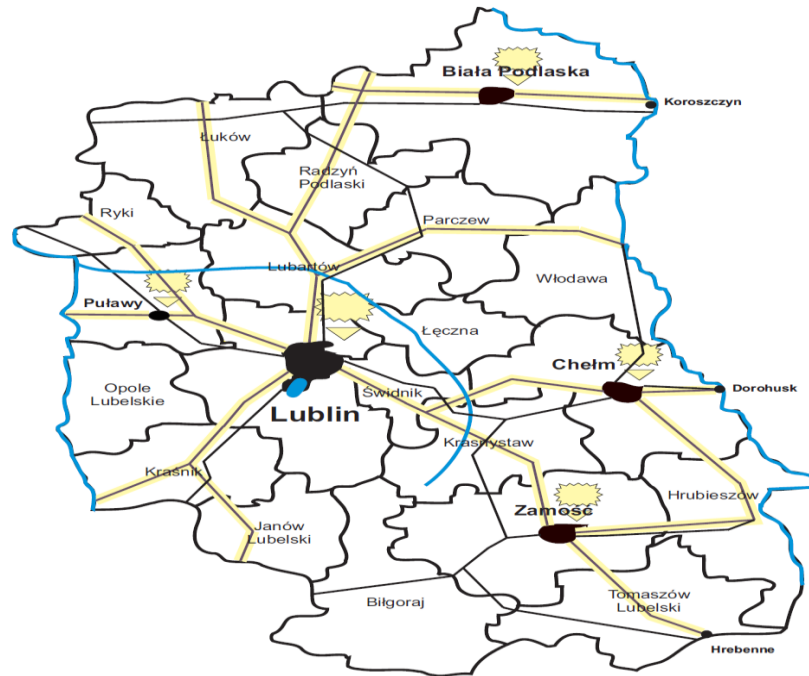 Biała Podlaska
Koroszczyn
Łuków
Radzyń
Podlaski
Ryki
Parczew
Lubartów
Włodawa
Puławy
Łęczna
Chełm
Opole
Lubelskie
Świdnik
Dorohusk
Lublin
Krasnystaw
Kraśnik
Hrubieszów
Zamość
Janów
Lubelski
Biłgoraj
Tomaszów
Lubelski
Hrebenne